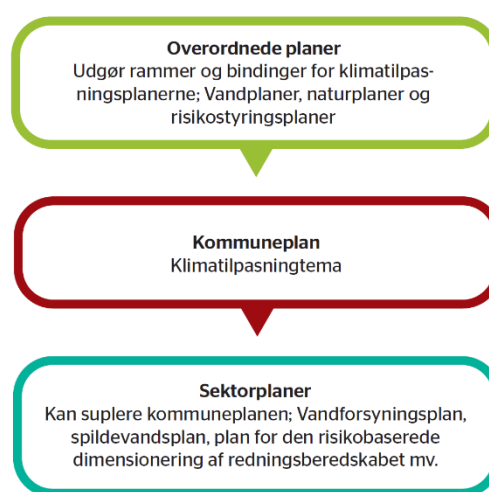 Overordnede planer
Udgør rammer og bindinger for klimatilpas-
ningsplanerne; Vandplaner, naturplaner og
risikostyringsplaner
Kommuneplan
Klimatilpasningtema
Sektorplaner
Kan suplere kommuneplanen; Vandforsyningsplan,
spildevandsplan, plan for den risikobaserede
dimensionering af redningsberedskabet mv.